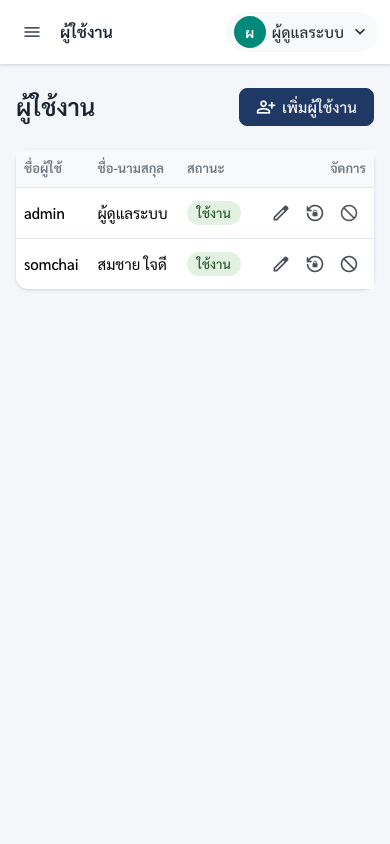 ผู้ใช้งาน
ผ ผู้ดูแลระบบ
ผู้ใช้งาน
เพิ่มผู้ใช้งาน
ชื่อผู้ใช้ ชื่อ-นามสกุล สถานะ จัดการ
admin ผู้ดูแลระบบ ใช้งาน
somchai สมชาย ใจดี ใช้งาน